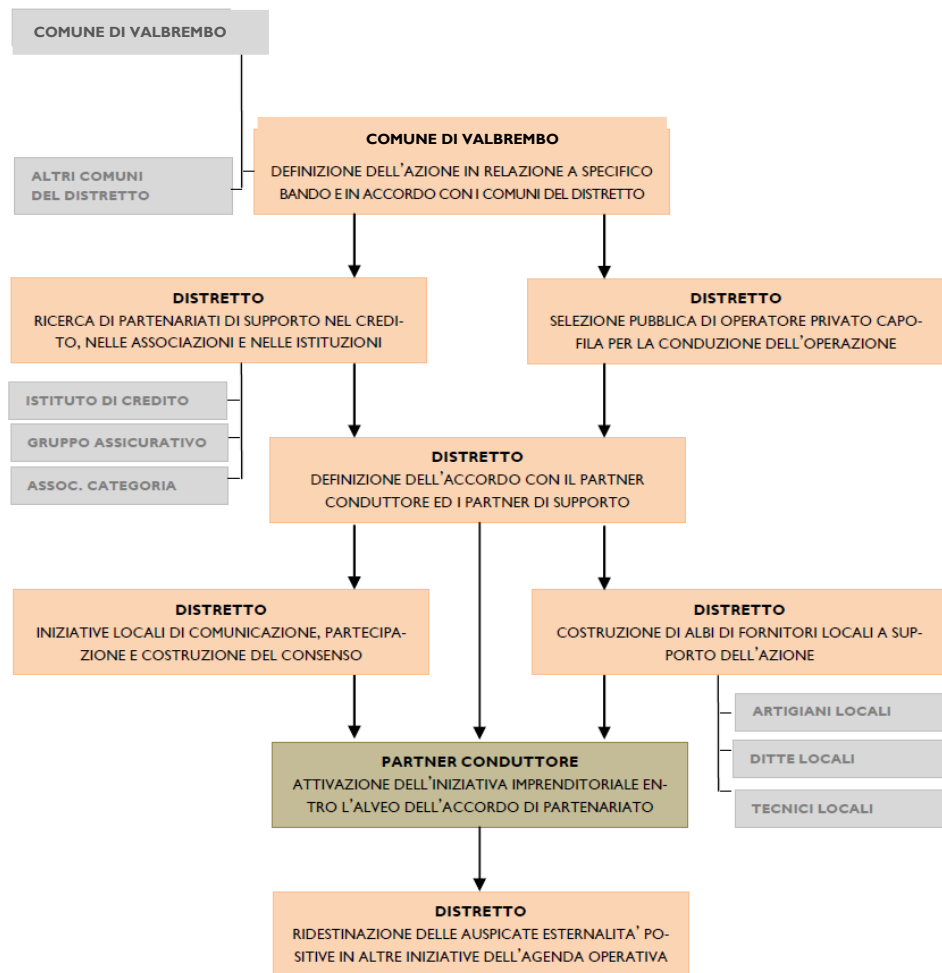 COMUNE DI VALBREMBO
COMUNE DI VALBREMBO
DEFINIZIONE DELL'AZIONE IN RELAZIONE A SPECIFICO
BANDO E IN ACCORDO CON I COMUNI DEL DISTRETTO
ALTRI COMUNI
DEL DISTRETTO
DISTRETTO
RICERCA DI PARTENARIATI DI SUPPORTO NEL CREDI-
TO, NELLE ASSOCIAZIONI E NELLE ISTITUZIONI
DISTRETTO
SELEZIONE PUBBLICA DI OPERATORE PRIVATO CAPO-
FILA PER LA CONDUZIONE DELL'OPERAZIONE
ISTITUTO DI CREDITO
GRUPPO ASSICURATIVO
ASSOC. CATEGORIA
DISTRETTO
DEFINIZIONE DELL'ACCORDO CON IL PARTNER
CONDUTTORE ED I PARTNER DI SUPPORTO
DISTRETTO
INIZIATIVE LOCALI DI COMUNICAZIONE, PARTECIPA-
ZIONE E COSTRUZIONE DEL CONSENSO
DISTRETTO
COSTRUZIONE DI ALBI DI FORNITORI LOCALI A SUP-
PORTO DELL'AZIONE
ARTIGIANI LOCALI
DITTE LOCALI
TECNICI LOCALI
PARTNER CONDUTTORE
ATTIVAZIONE DELL'INIZIATIVA IMPRENDITORIALE EN-
TRO L'ALVEO DELL'ACCORDO DI PARTENARIATO
DISTRETTO
RIDESTINAZIONE DELLE AUSPICATE ESTERNALITA' PO-
SITIVE IN ALTRE INIZIATIVE DELL'AGENDA OPERATIVA